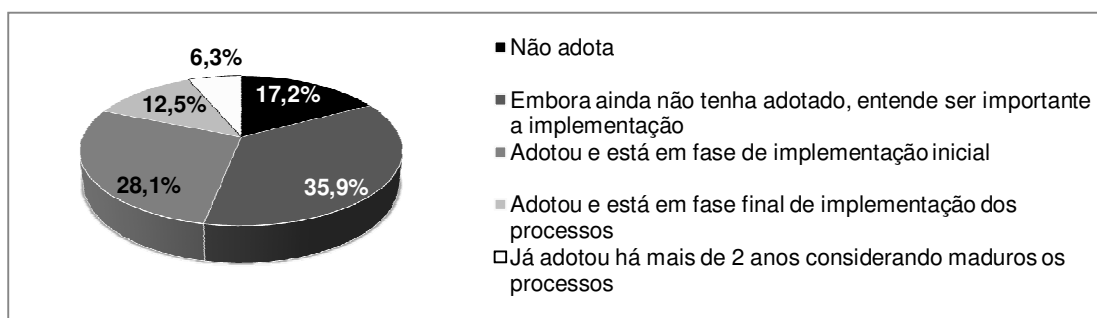 6,3%
17,2%
12,5%
28,1%
35,9%
Não adota
Embora ainda não tenha adotado, entende ser importante
a implementação
Adotou e está em fase de implementação inicial
Adotou e está em fase final de implementação dos
processos
Já adotou há mais de 2 anos considerando maduros os
processos